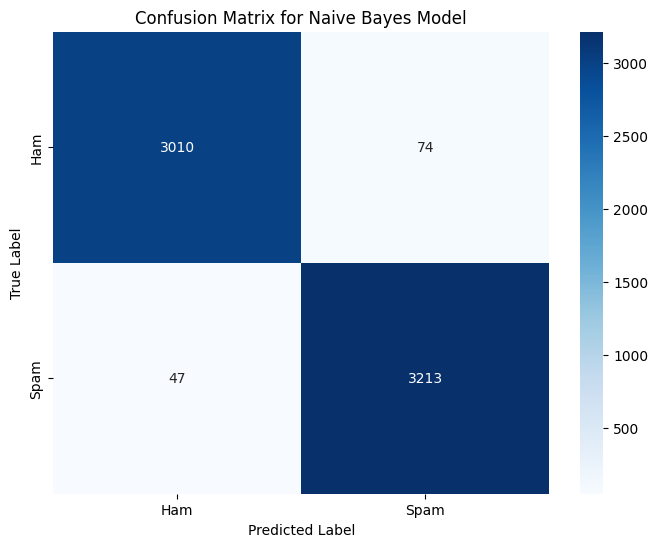 Confusion Matrix for Naive Bayes Model
True Label
Ham
3010
74
Spam
47
3213
Ham
Spam
Predicted Label
3000
2500
2000
1500
1000
500